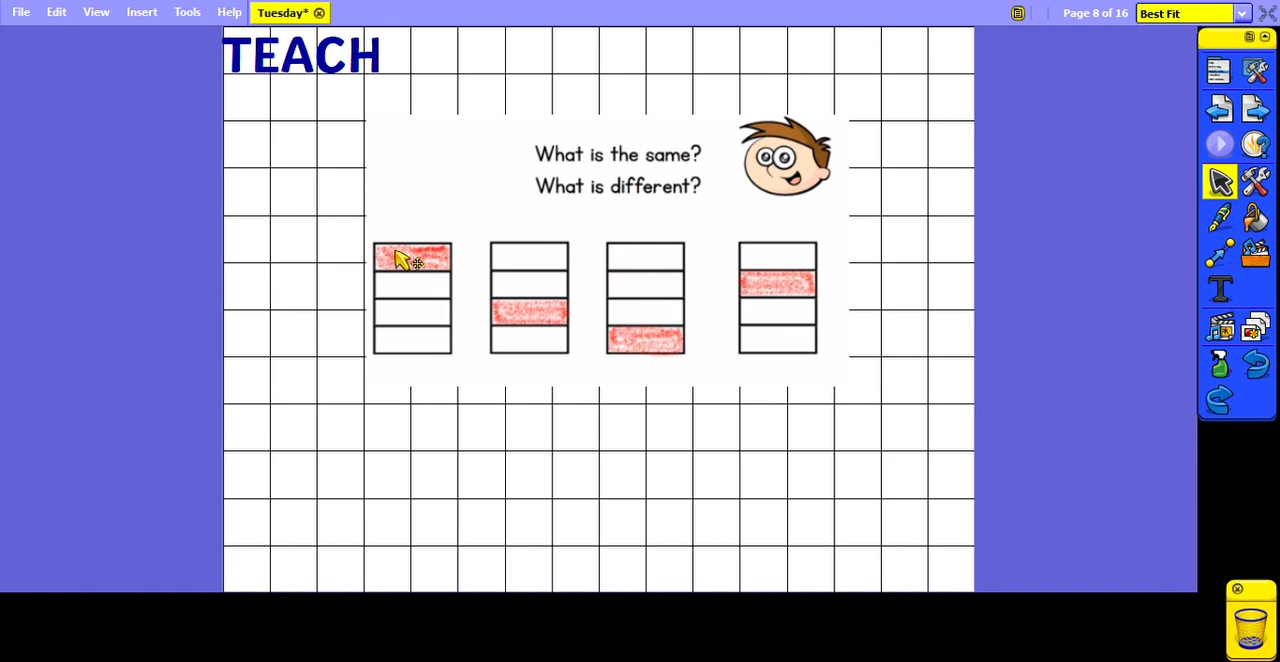 File Edit View Insert Tools Help Tuesday* Page 8 of 16 Best Fit
TEACH
What is the same?
What is different?